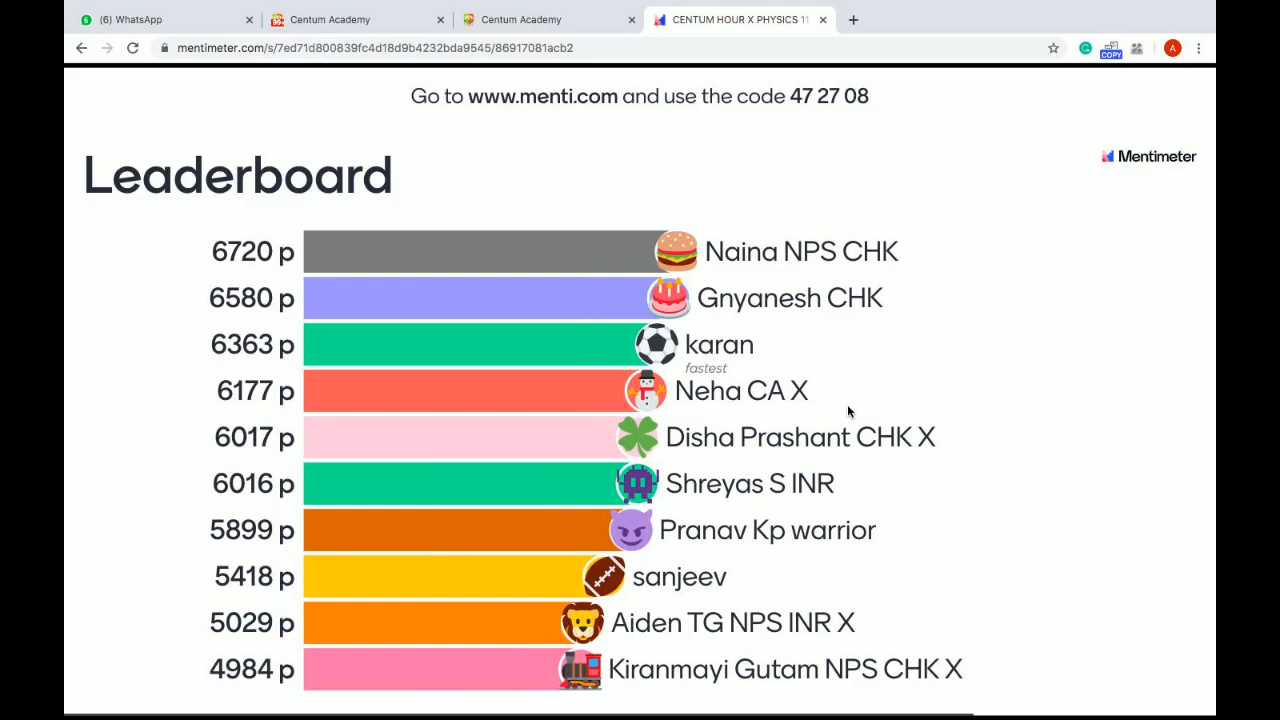 (6) WhatsApp
Centum Academy
Centum Academy
CENTUM HOUR X PHYSICS 11
mentimeter.com/s/7ed71d800839fc4d18d9b4232bda9545/86917081acb2
COPY
A
Go to www.menti.com and use the code 47 27 08
Mentimeter
Leaderboard
6720 p Naina NPS CHK
6580 p Gnyanesh CHK
6363 p karan
fastest
6177 p Neha CA X
6017 p Disha Prashant CHK X
6016 p Shreyas S INR
5899 p Pranav Kp warrior
5418 p sanjeev
5029 p Aiden TG NPS INR X
4984 p Kiranmayi Gutam NPS CHK X